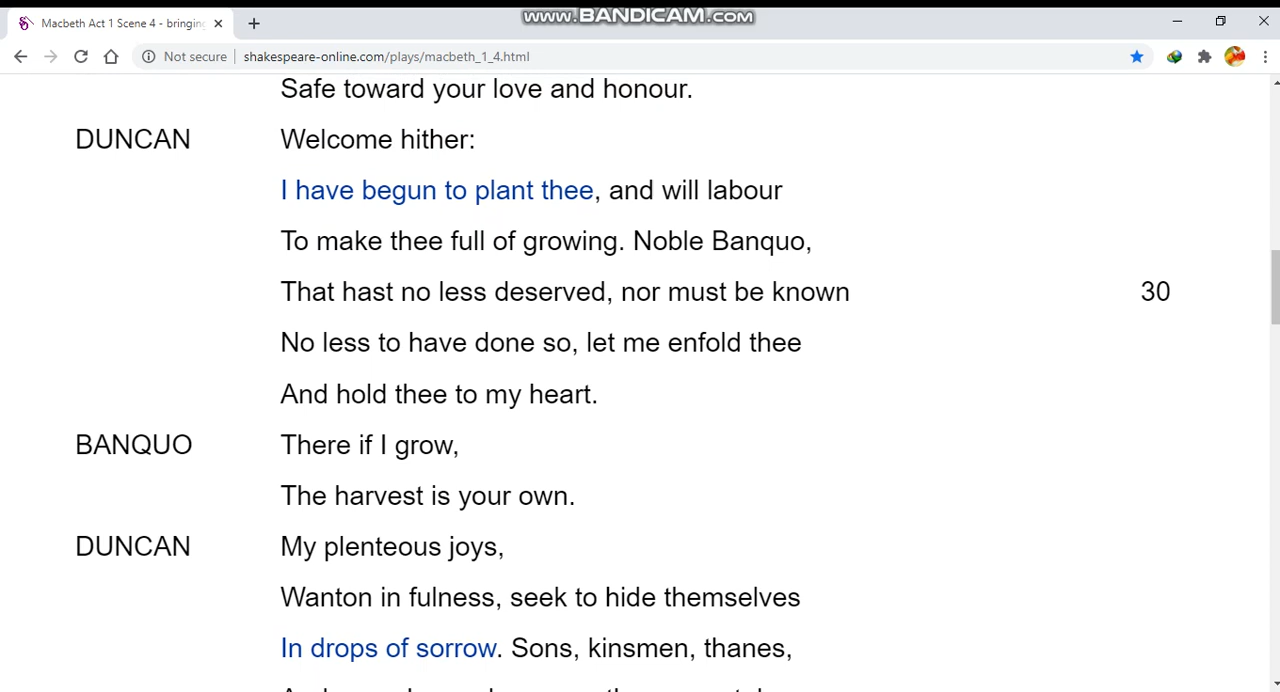 www.BANDICAM.com
Macbeth Act 1 Scene 4 - bringing
Not secure shakespeare-online.com/plays/macbeth_1_4.html
Safe toward your love and honour.
DUNCAN Welcome hither:
I have begun to plant thee, and will labour
To make thee full of growing. Noble Banquo,
That hast no less deserved, nor must be known 30
No less to have done so, let me enfold thee
And hold thee to my heart.
BANQUO There if I grow,
The harvest is your own.
DUNCAN My plenteous joys,
Wanton in fulness, seek to hide themselves
In drops of sorrow. Sons, kinsmen, thanes,